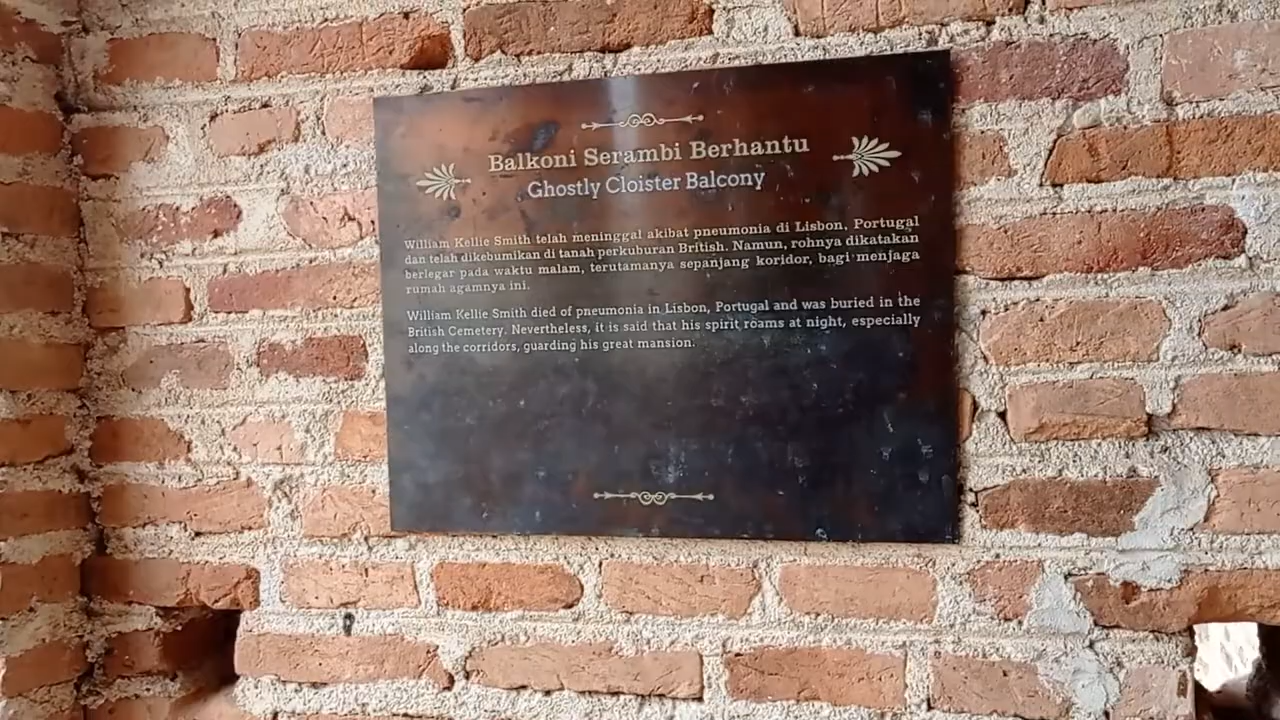 Balkoni Serambi Berhantu
Ghostly Cloister Balcony
William Kellie Smith telah meninggal akibat pneumonia di Lisbon, Portugal
dan telah dikebumikan di tanah perkuburan British. Namun, rohnya dikatakan
berlegar pada waktu malam, terutamanya sepanjang koridor, bagi menjaga
rumah agamnya ini.
William Kellie Smith died of pneumonia in Lisbon, Portugal and was buried in the
British Cemetery. Nevertheless, it is said that his spirit roams at night, especially
along the corridors, guarding his great mansion.